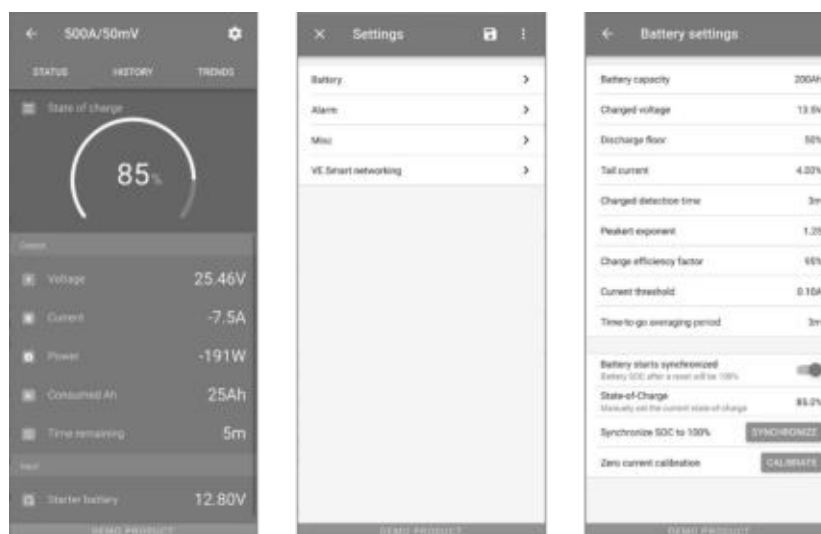 500A/50mV
STATUS HISTORY TRENDS
State of charge
85%
Voltage 25.46V
Current -7.5A
Power -191W
Consumed Ah 25Ah
Time remaining 5m
Input
Starter battery 12.80V
DEMO PRODUCT
Settings
Battery
Alarm
Misc
VE.Smart networking
DEMO PRODUCT
Battery settings
Battery capacity 200Ah
Charged voltage
Discharge floor 50%
Tail current 4.00%
Charged detection time 3m
Peukert exponent 1.25
Charge efficiency factor 95%
Current threshold 0.10A
Time-to-go averaging period 3m
Battery starts synchronized
Battery SOC after a reset will be 100%
State-of-Charge 85.0%
Manually set the current state-of-charge
Synchronize SOC to 100% SYNCHRONIZE
Zero current calibration CALIBRATE
DEMO PRODUCT